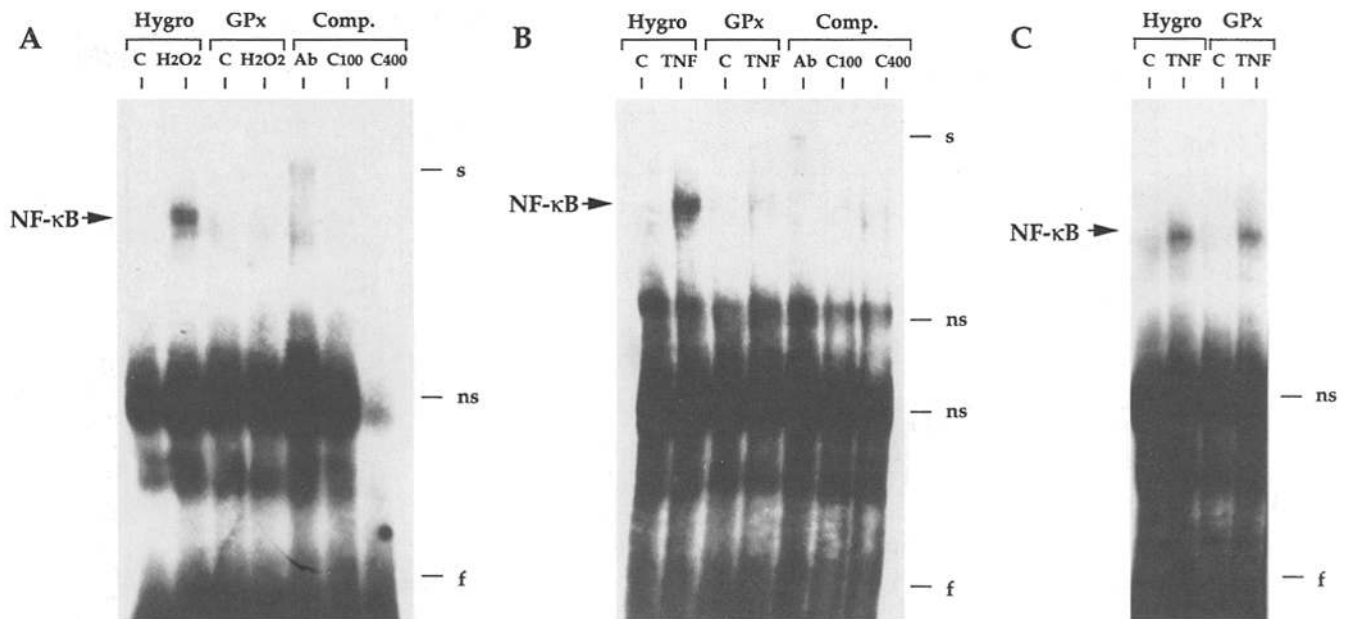 A
Hygro GPx Comp.
C H2O2 C H2O2 Ab C100 C400
NF-κB
s
ns
f
B
Hygro GPx Comp.
C TNF C TNF Ab C100 C400
NF-κB
s
ns
ns
f
C
Hygro GPx
C TNF C TNF
NF-κB
ns
f